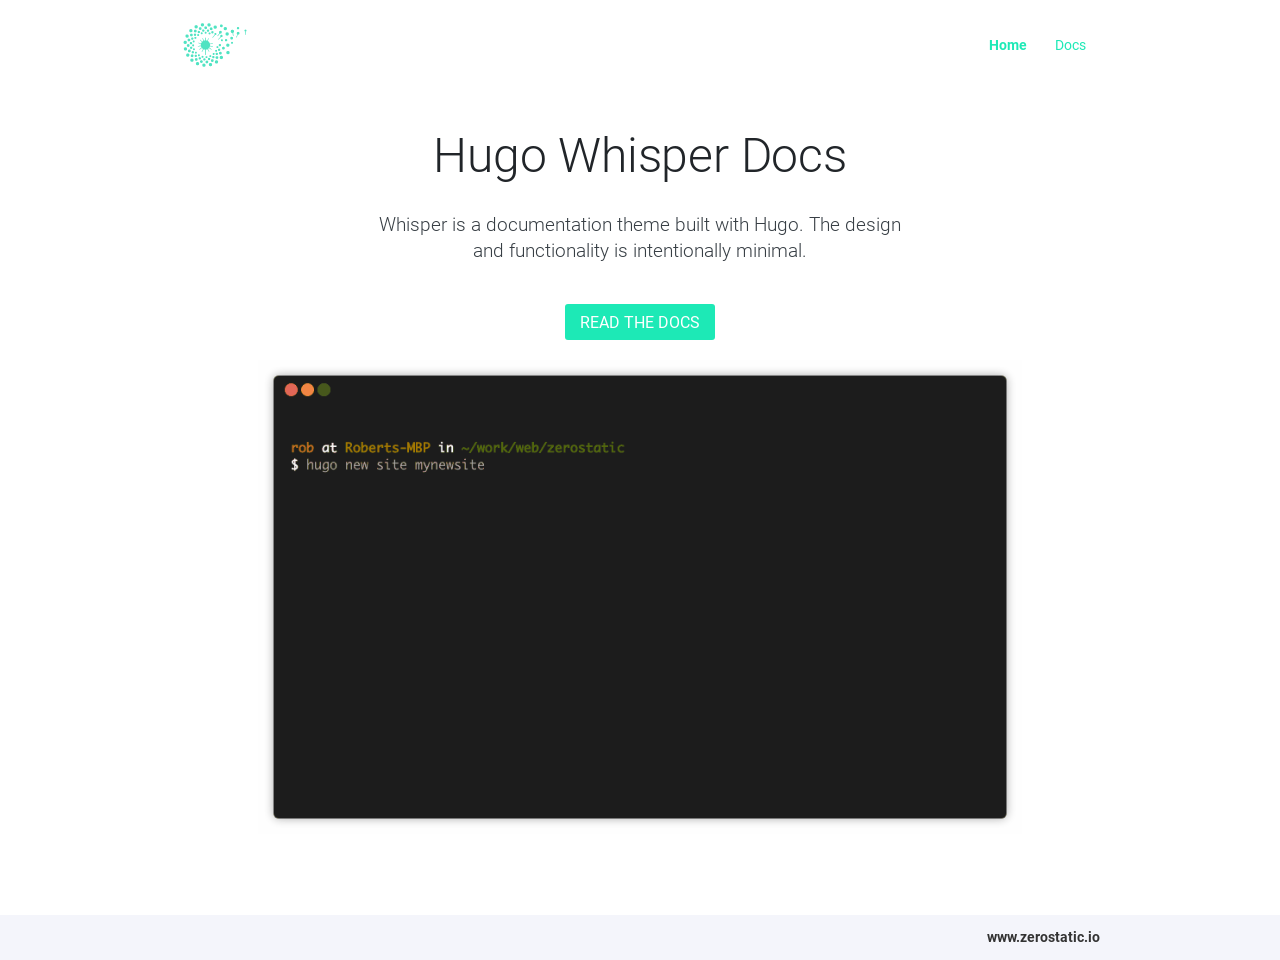 Home Docs
Hugo Whisper Docs
Whisper is a documentation theme built with Hugo. The design
and functionality is intentionally minimal.
READ THE DOCS
rob at Roberts-MBP in ~/work/web/zerostatic
$ hugo new site mynewsite
www.zerostatic.io